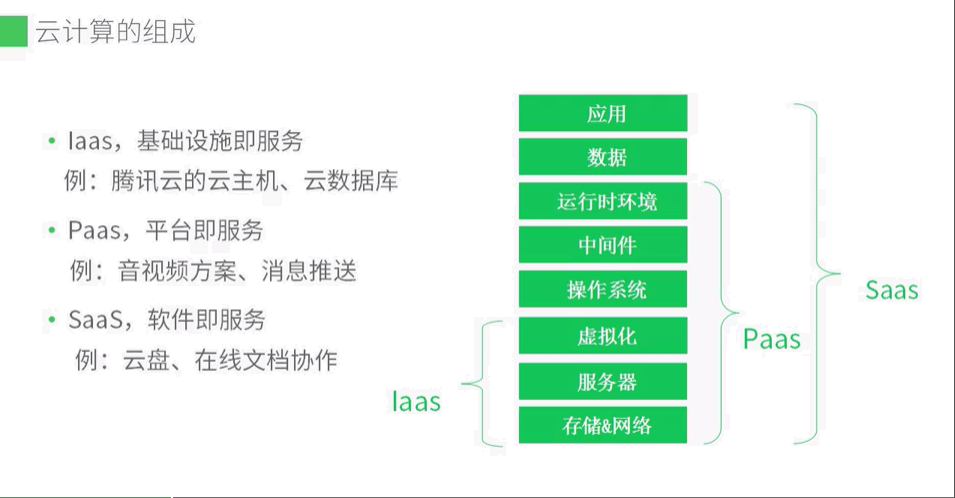 云计算的组成
• Iaas，基础设施即服务
例：腾讯云的云主机、云数据库
• Paas，平台即服务
例：音视频方案、消息推送
• SaaS，软件即服务
例：云盘、在线文档协作
应用
数据
运行时环境
中间件
操作系统
虚拟化
服务器
存储&网络
Iaas
Paas
Saas